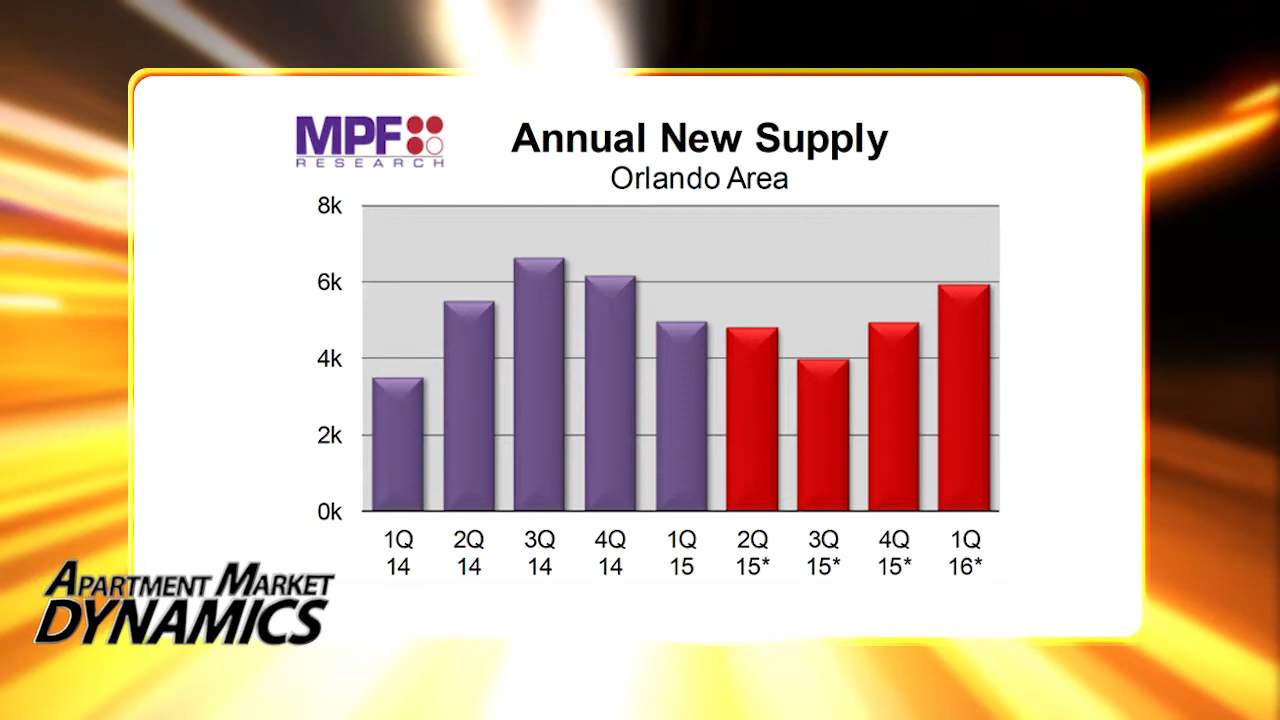 MPF
RESEARCH
Annual New Supply
Orlando Area
8k
6k
4k
2k
0k
1Q 2Q 3Q 4Q 1Q 2Q 3Q 4Q 1Q
14 14 14 14 15 15* 15* 15* 16*
APARTMENT MARKET
DYNAMICS